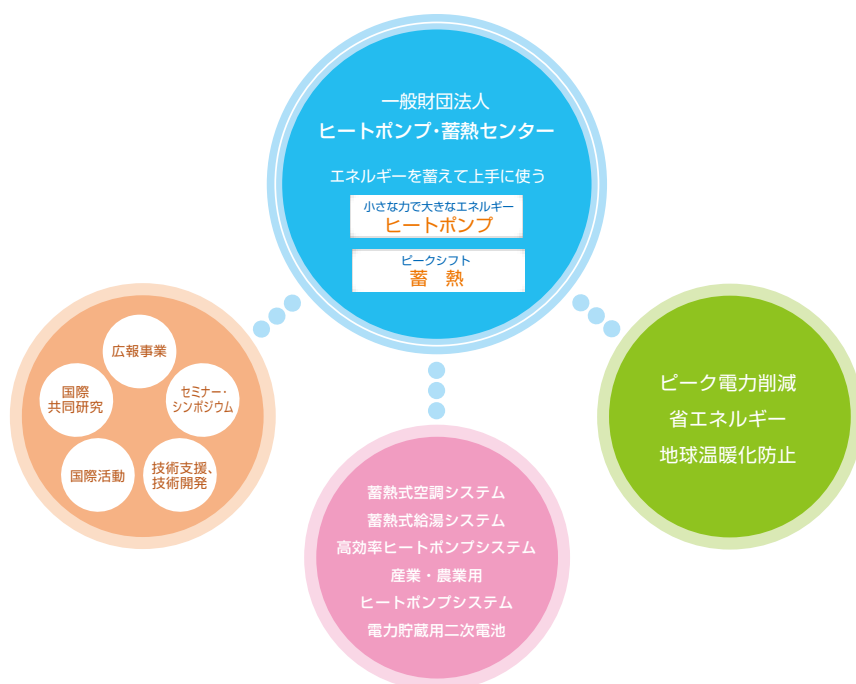 一般財団法人
ヒートポンプ・蓄熱センター
エネルギーを蓄えて上手に使う
小さな力で大きなエネルギー
ヒートポンプ
ピークシフト
蓄 熱
広報事業
国際
共同研究
セミナー・
シンポジウム
国際活動
技術支援、
技術開発
蓄熱式空調システム
蓄熱式給湯システム
高効率ヒートポンプシステム
産業・農業用
ヒートポンプシステム
電力貯蔵用二次電池
ピーク電力削減
省エネルギー
地球温暖化防止